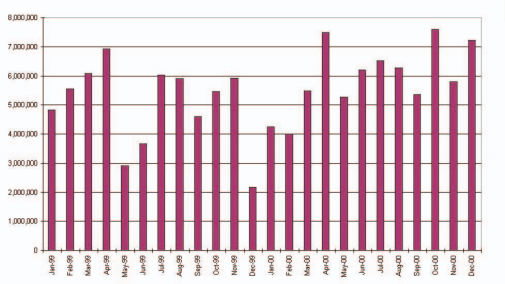 8,000,000
7,000,000
6,000,000
5,000,000
4,000,000
3,000,000
2,000,000
1,000,000
0
Jan-99
Feb-99
Mar-99
Apr-99
May-99
Jun-99
Jul-99
Aug-99
Sep-99
Oct-99
Nov-99
Dec-99
Jan-00
Feb-00
Mar-00
Apr-00
May-00
Jun-00
Jul-00
Aug-00
Sep-00
Oct-00
Nov-00
Dec-00